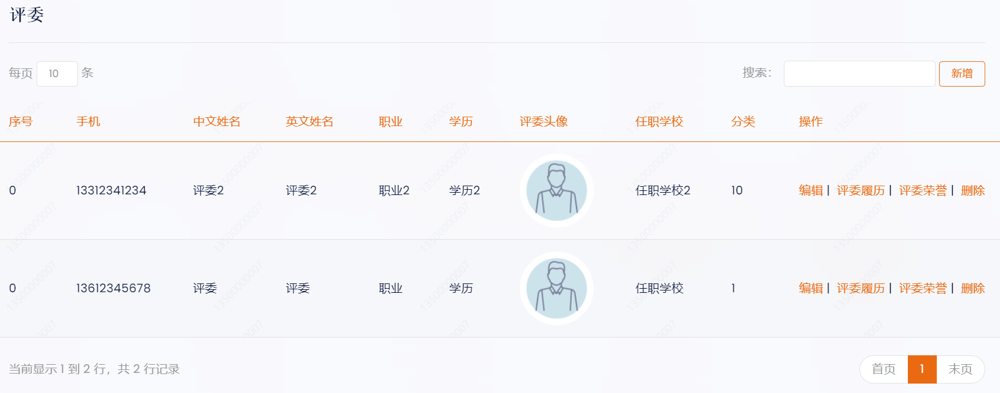 评委
每页 10 条 搜索： 新增
序号 手机 中文姓名 英文姓名 职业 学历 评委头像 任职学校 分类 操作
0 13312341234 评委2 评委2 职业2 学历2 任职学校2 10 编辑 | 评委履历 | 评委荣誉 | 删除
0 13612345678 评委 评委 职业 学历 任职学校 1 编辑 | 评委履历 | 评委荣誉 | 删除
当前显示 1 到 2 行，共 2 行记录 首页 1 末页
13500000007